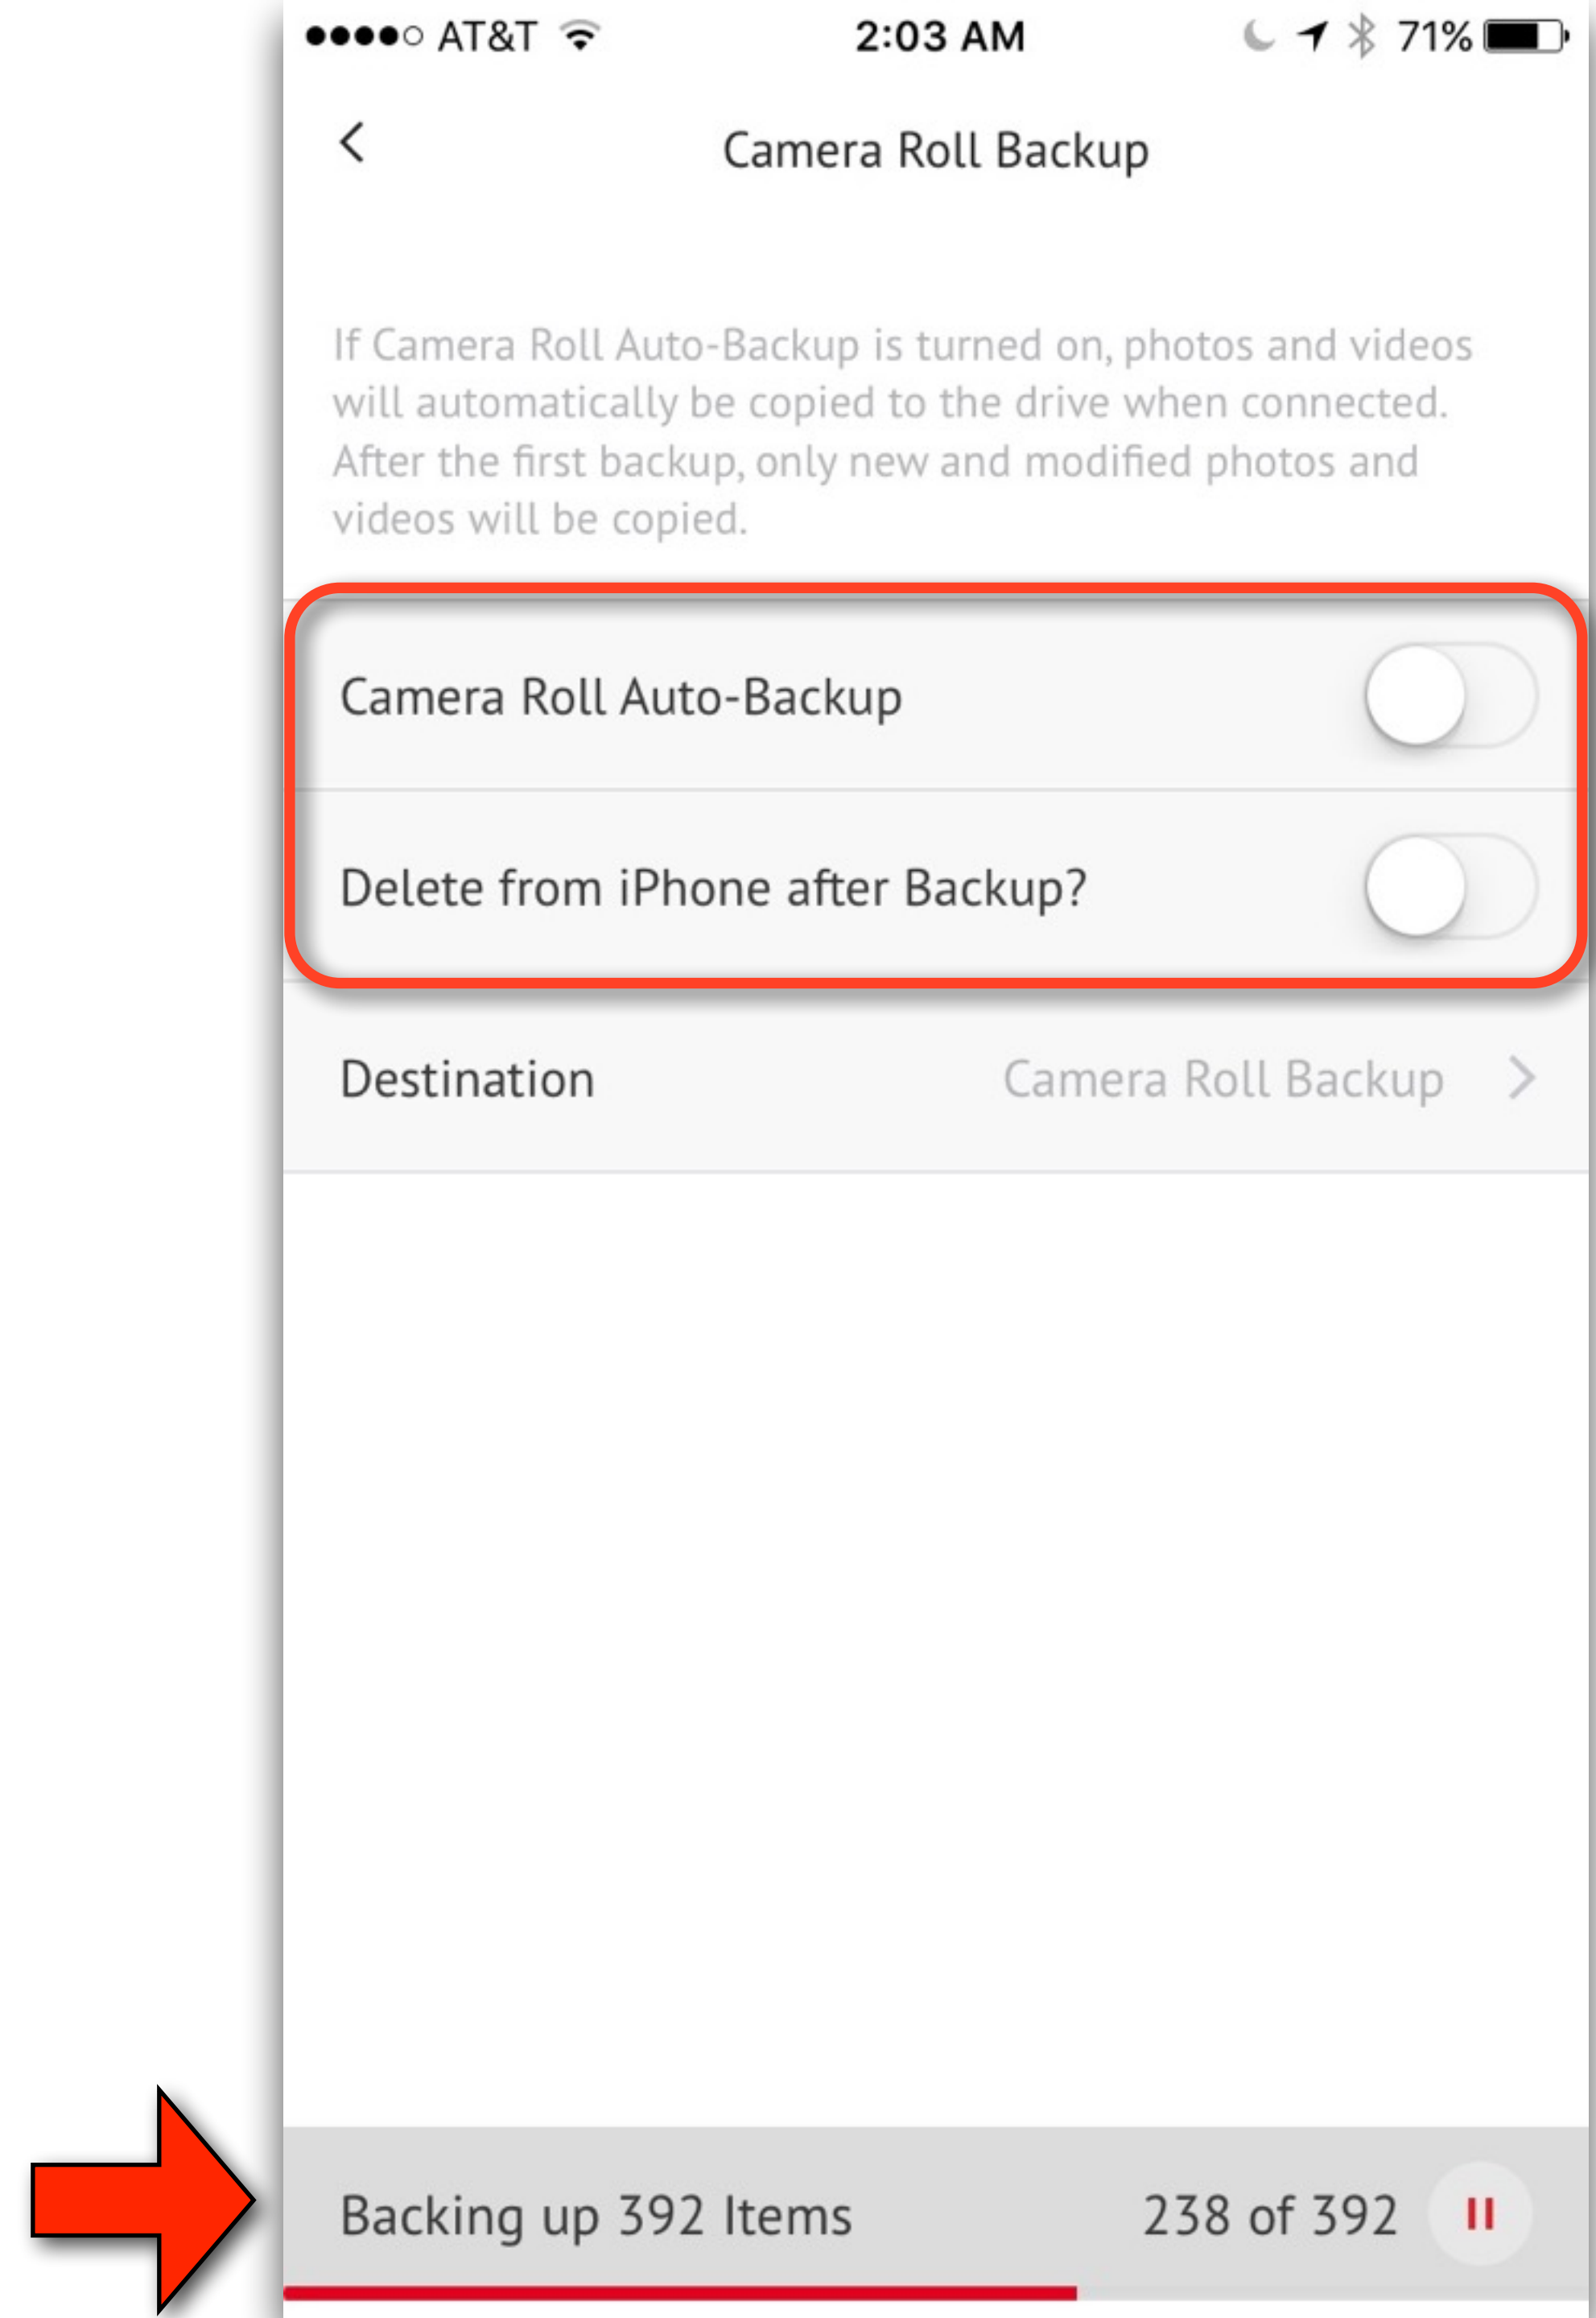 AT&T 2:03 AM 71%
Camera Roll Backup
If Camera Roll Auto-Backup is turned on, photos and videos
will automatically be copied to the drive when connected.
After the first backup, only new and modified photos and
videos will be copied.
Camera Roll Auto-Backup
Delete from iPhone after Backup?
Destination Camera Roll Backup
Backing up 392 Items 238 of 392